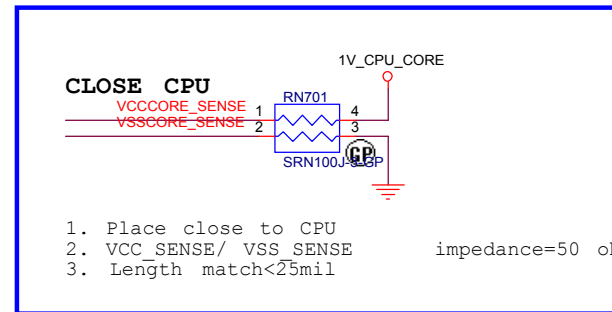 1V_CPU_CORE
CLOSE CPU
RN701
VCCCORE_SENSE 1 4
VSSCORE_SENSE 2 3
SRN100J-3-GP
GP
1. Place close to CPU
2. VCC_SENSE/ VSS_SENSE impedance=50 o
3. Length match<25mil